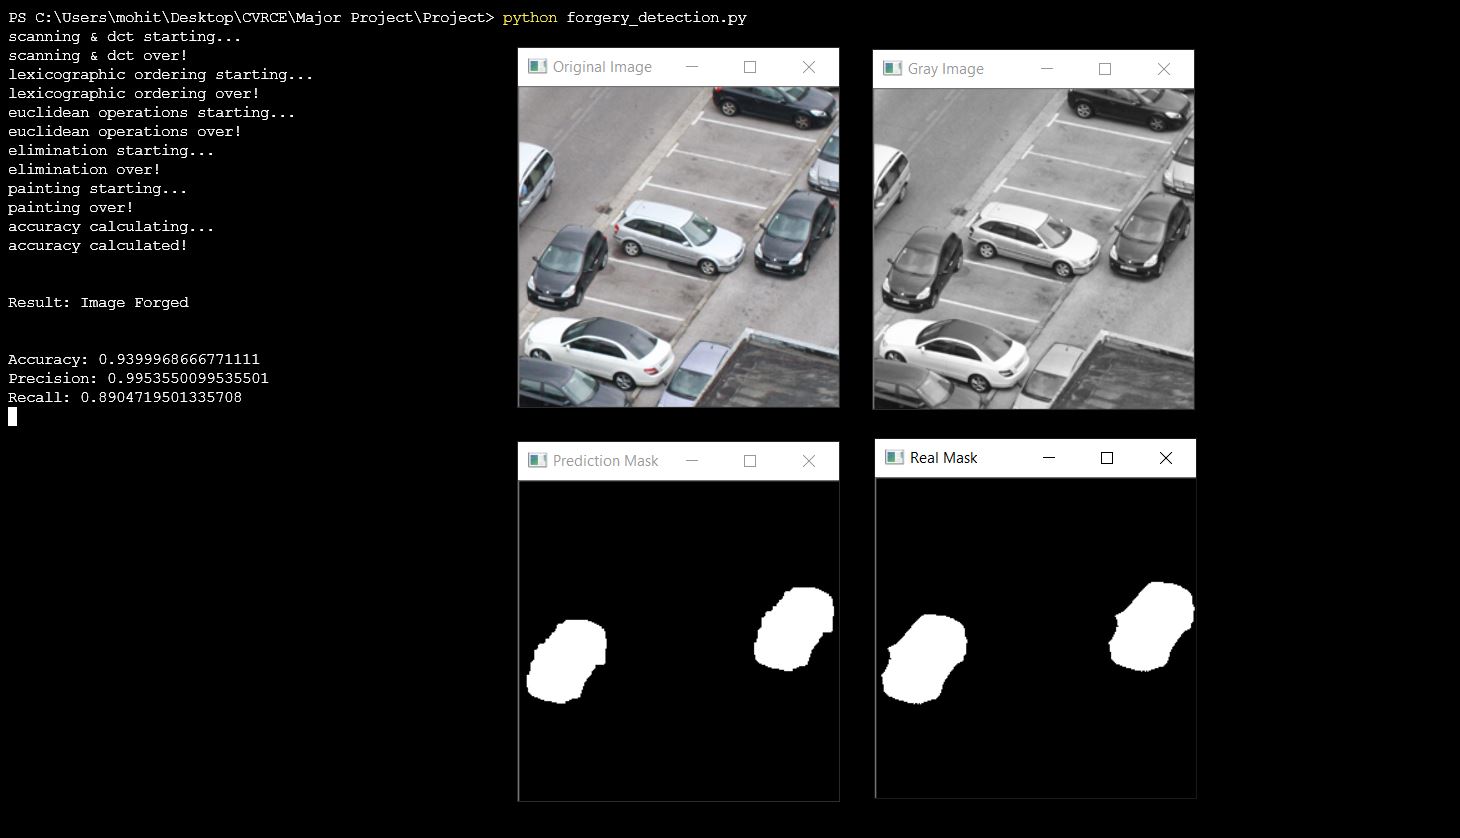 PS C:\Users\mohit\Desktop\CVRCE\Major Project\Project> python forgery_detection.py
scanning & dct starting...
scanning & dct over!
lexicographic ordering starting...
lexicographic ordering over!
euclidean operations starting...
euclidean operations over!
elimination starting...
elimination over!
painting starting...
painting over!
accuracy calculating...
accuracy calculated!
Result: Image Forged
Accuracy: 0.9399968666771111
Precision: 0.9953550099535501
Recall: 0.8904719501335708
Original Image
Gray Image
Prediction Mask
Real Mask